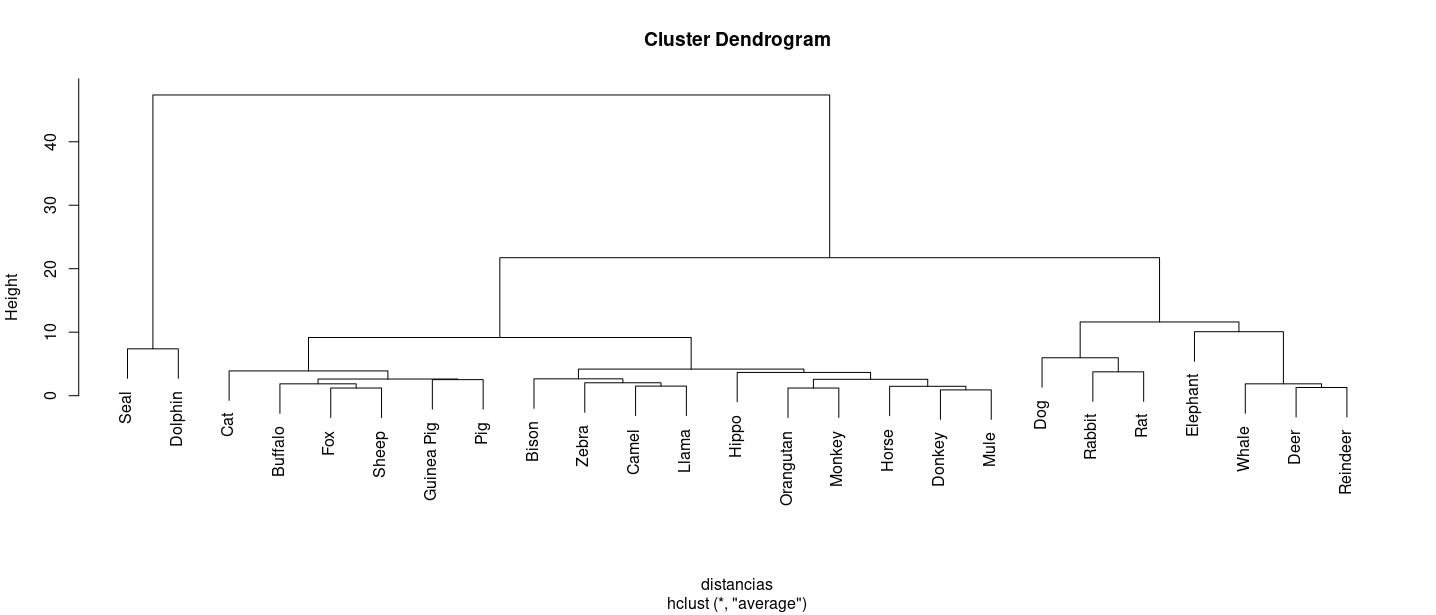 Cluster Dendrogram
Height
0
10
20
30
40
Seal
Dolphin
Cat
Buffalo
Fox
Sheep
Guinea Pig
Pig
Bison
Zebra
Camel
Llama
Hippo
Orangutan
Monkey
Horse
Donkey
Mule
Dog
Rabbit
Rat
Elephant
Whale
Deer
Reindeer
distancias
hclust (*, "average")